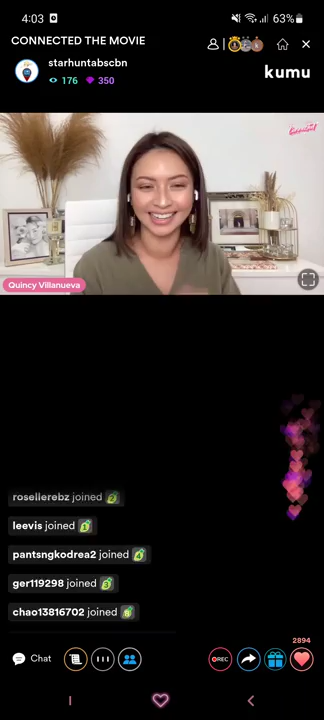 4:03
63%
CONNECTED THE MOVIE
starhuntabscbn
176
350
kumu
Quincy Villanueva
rosellerebz joined
leevis joined
pantsngkodrea2 joined
ger119298 joined
chao13816702 joined
2894
Chat
REC